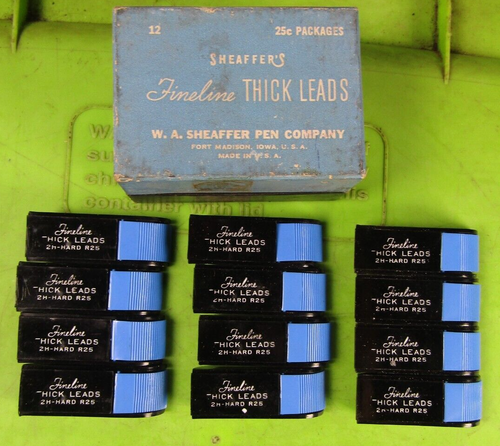 12 25¢ PACKAGES
SHEAFFER'S
Fineline THICK LEADS
W. A. SHEAFFER PEN COMPANY
FORT MADISON, IOWA, U. S. A.
MADE IN U. S. A.
Fineline
THICK LEADS
2H-HARD R25
Fineline
THICK LEADS
2H-HARD R25
Fineline
THICK LEADS
2H-HARD R25
Fineline
THICK LEADS
2H-HARD R25
Fineline
THICK LEADS
2H-HARD R25
Fineline
THICK LEADS
2H-HARD R25
Fineline
THICK LEADS
2H-HARD R25
Fineline
THICK LEADS
2H-HARD R25
Fineline
THICK LEADS
2H-HARD R25
Fineline
THICK LEADS
2H-HARD R25
Fineline
THICK LEADS
2H-HARD R25
Fineline
THICK LEADS
2H-HARD R25
container with lid